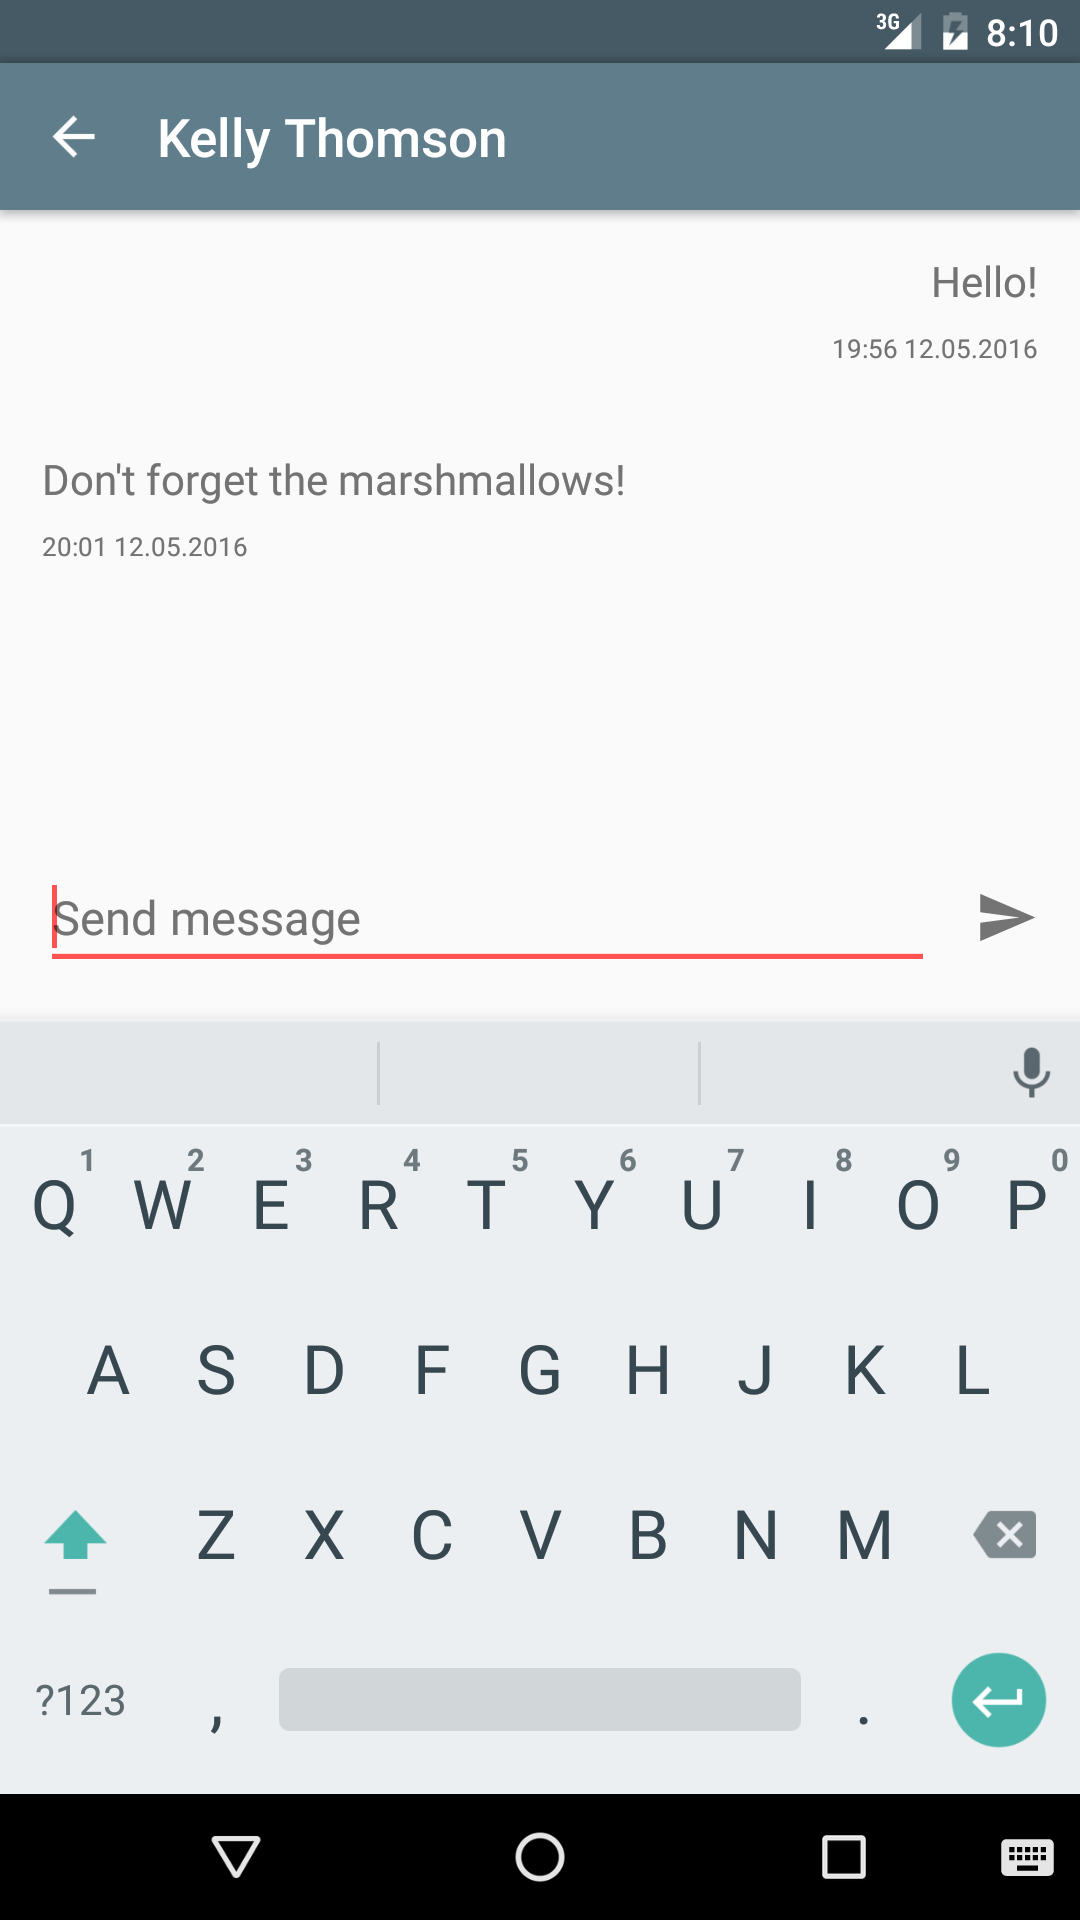 3G 8:10
Kelly Thomson
Hello!
19:56 12.05.2016
Don't forget the marshmallows!
20:01 12.05.2016
Send message
1 2 3 4 5 6 7 8 9 0
Q W E R T Y U I O P
A S D F G H J K L
Z X C V B N M
?123 , .